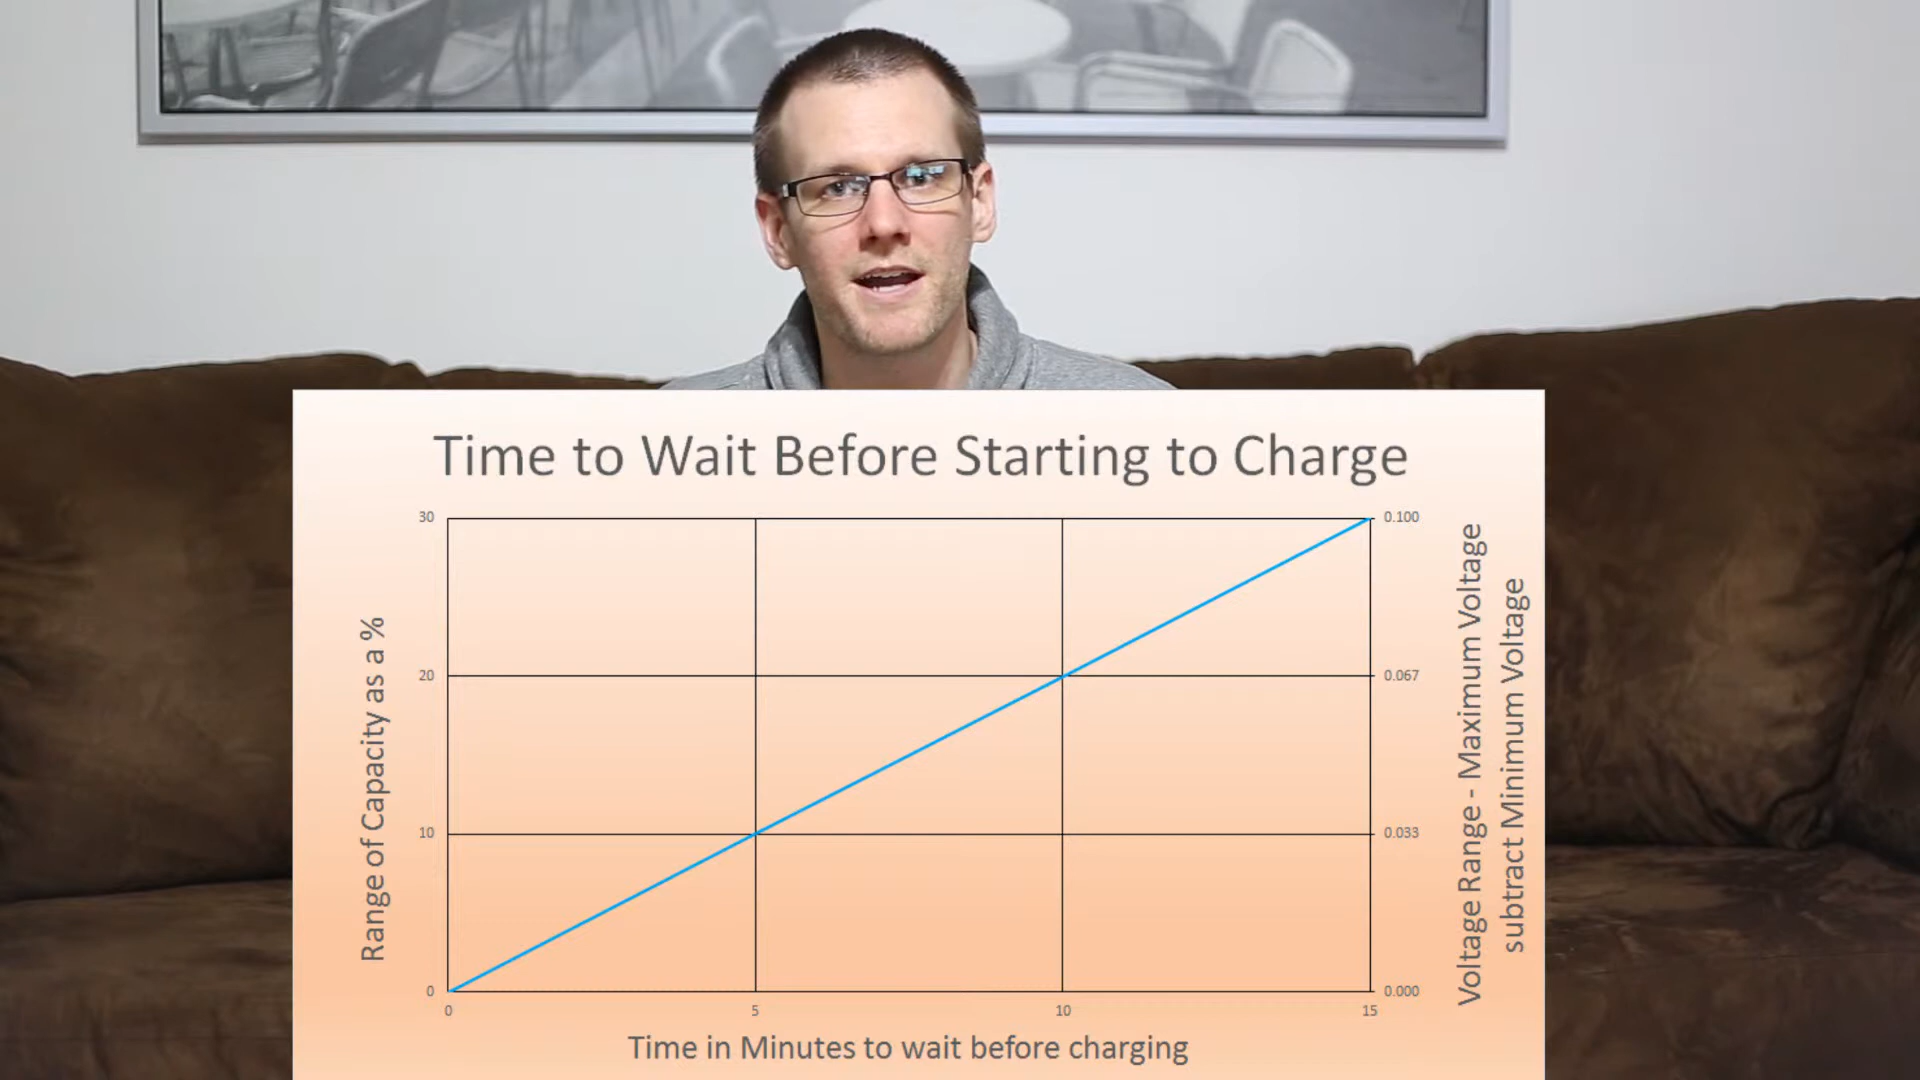 Time to Wait Before Starting to Charge
30
20
10
0
Range of Capacity as a %
0.100
0.067
0.033
0.000
Voltage Range - Maximum Voltage
subtract Minimum Voltage
0 5 10 15
Time in Minutes to wait before charging